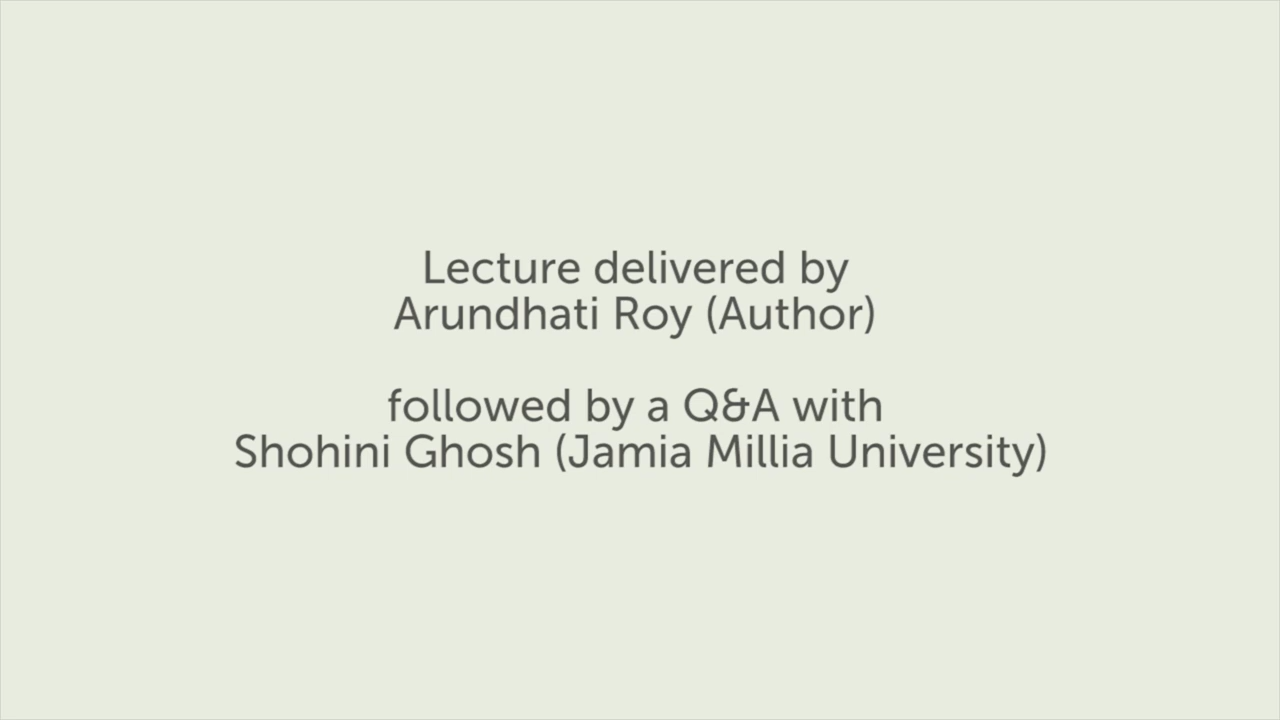 Lecture delivered by
Arundhati Roy (Author)
followed by a Q&A with
Shohini Ghosh (Jamia Millia University)